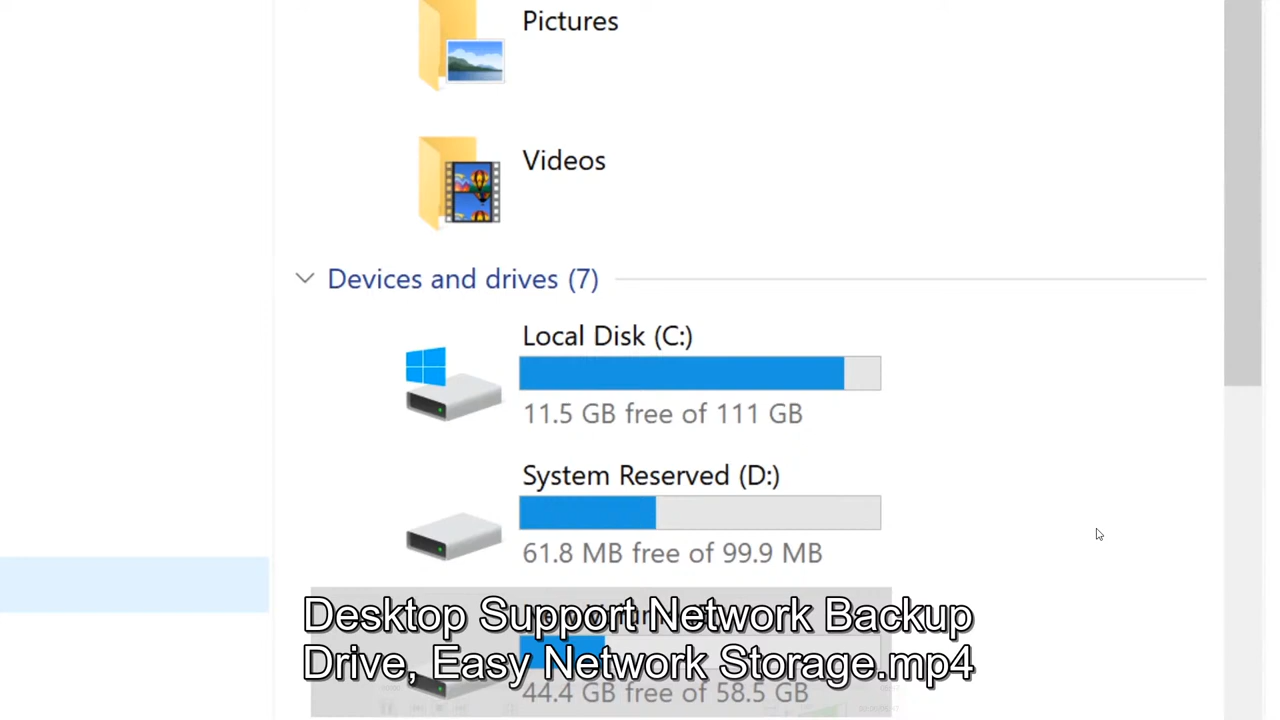 Pictures
Videos
Devices and drives (7)
Local Disk (C:)
11.5 GB free of 111 GB
System Reserved (D:)
61.8 MB free of 99.9 MB
Desktop Support Network Backup
Drive, Easy Network Storage.mp4
44.4 GB free of 58.5 GB